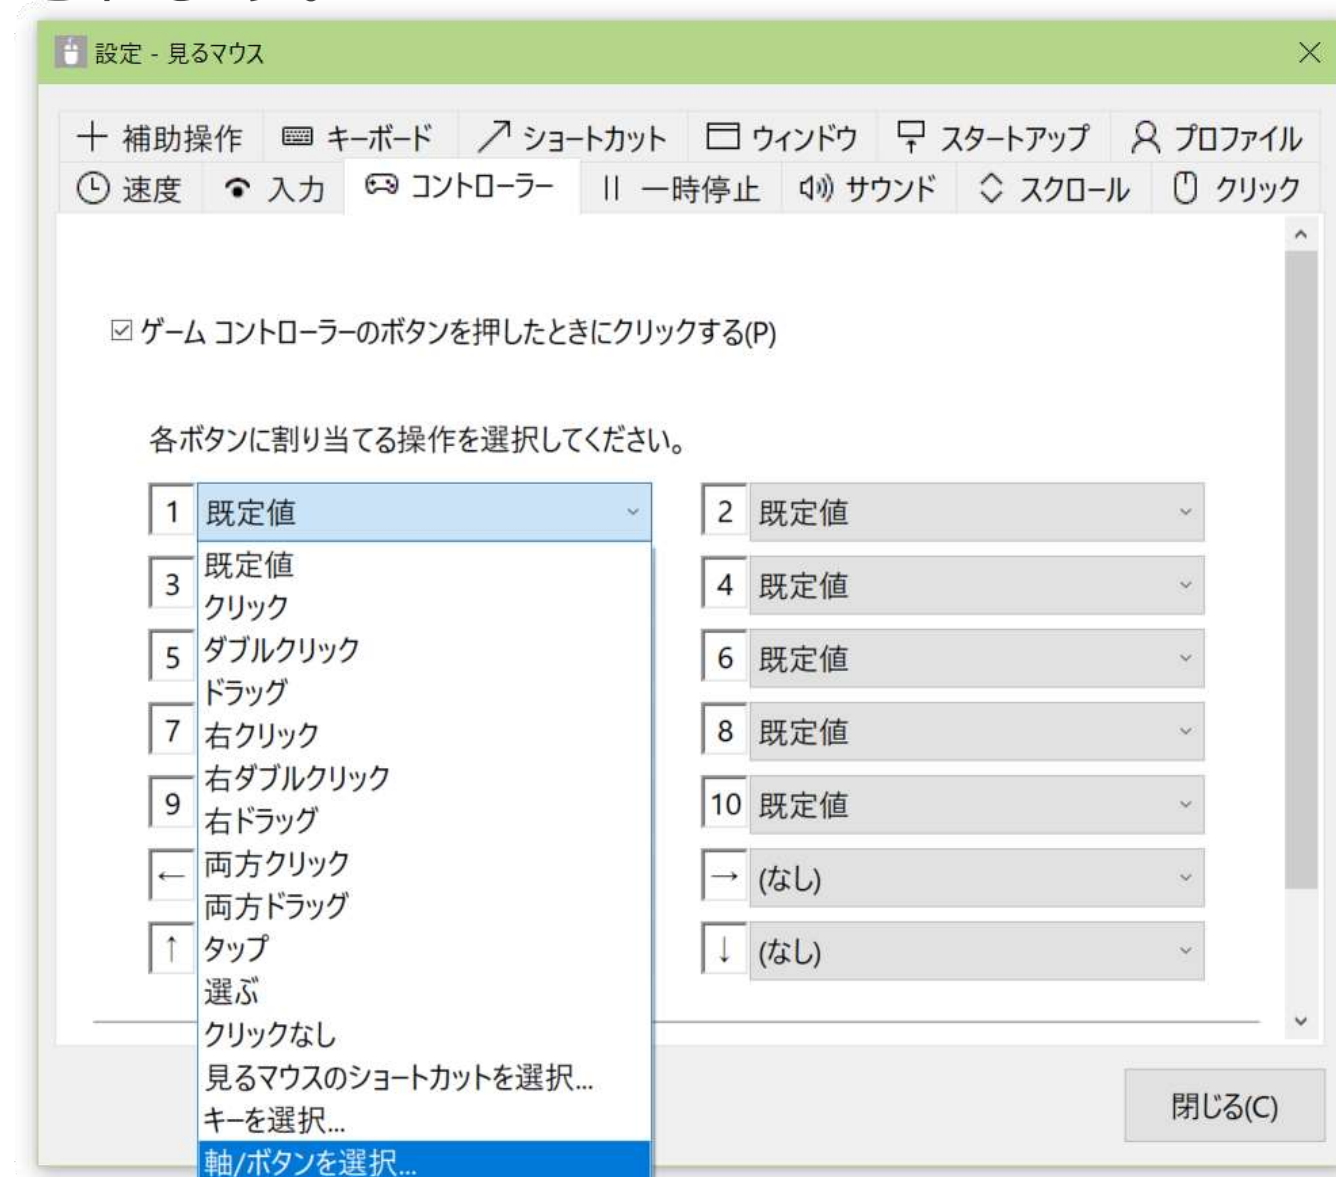 設定 - 見るマウス
補助操作 キーボード ショートカット ウィンドウ スタートアップ プロファイル
速度 入力 コントローラー 一時停止 サウンド スクロール クリック
ゲーム コントローラーのボタンを押したときにクリックする(P)
各ボタンに割り当てる操作を選択してください。
1 既定値 2 既定値
既定値
3 4 既定値
クリック
ダブルクリック
5 6 既定値
ドラッグ
7 右クリック 8 既定値
右ダブルクリック
9 10 既定値
右ドラッグ
両方クリック
← → (なし)
両方ドラッグ
↑ タップ ↓ (なし)
選ぶ
クリックなし
見るマウスのショートカットを選択...
キーを選択...
閉じる(C)
軸/ボタンを選択...